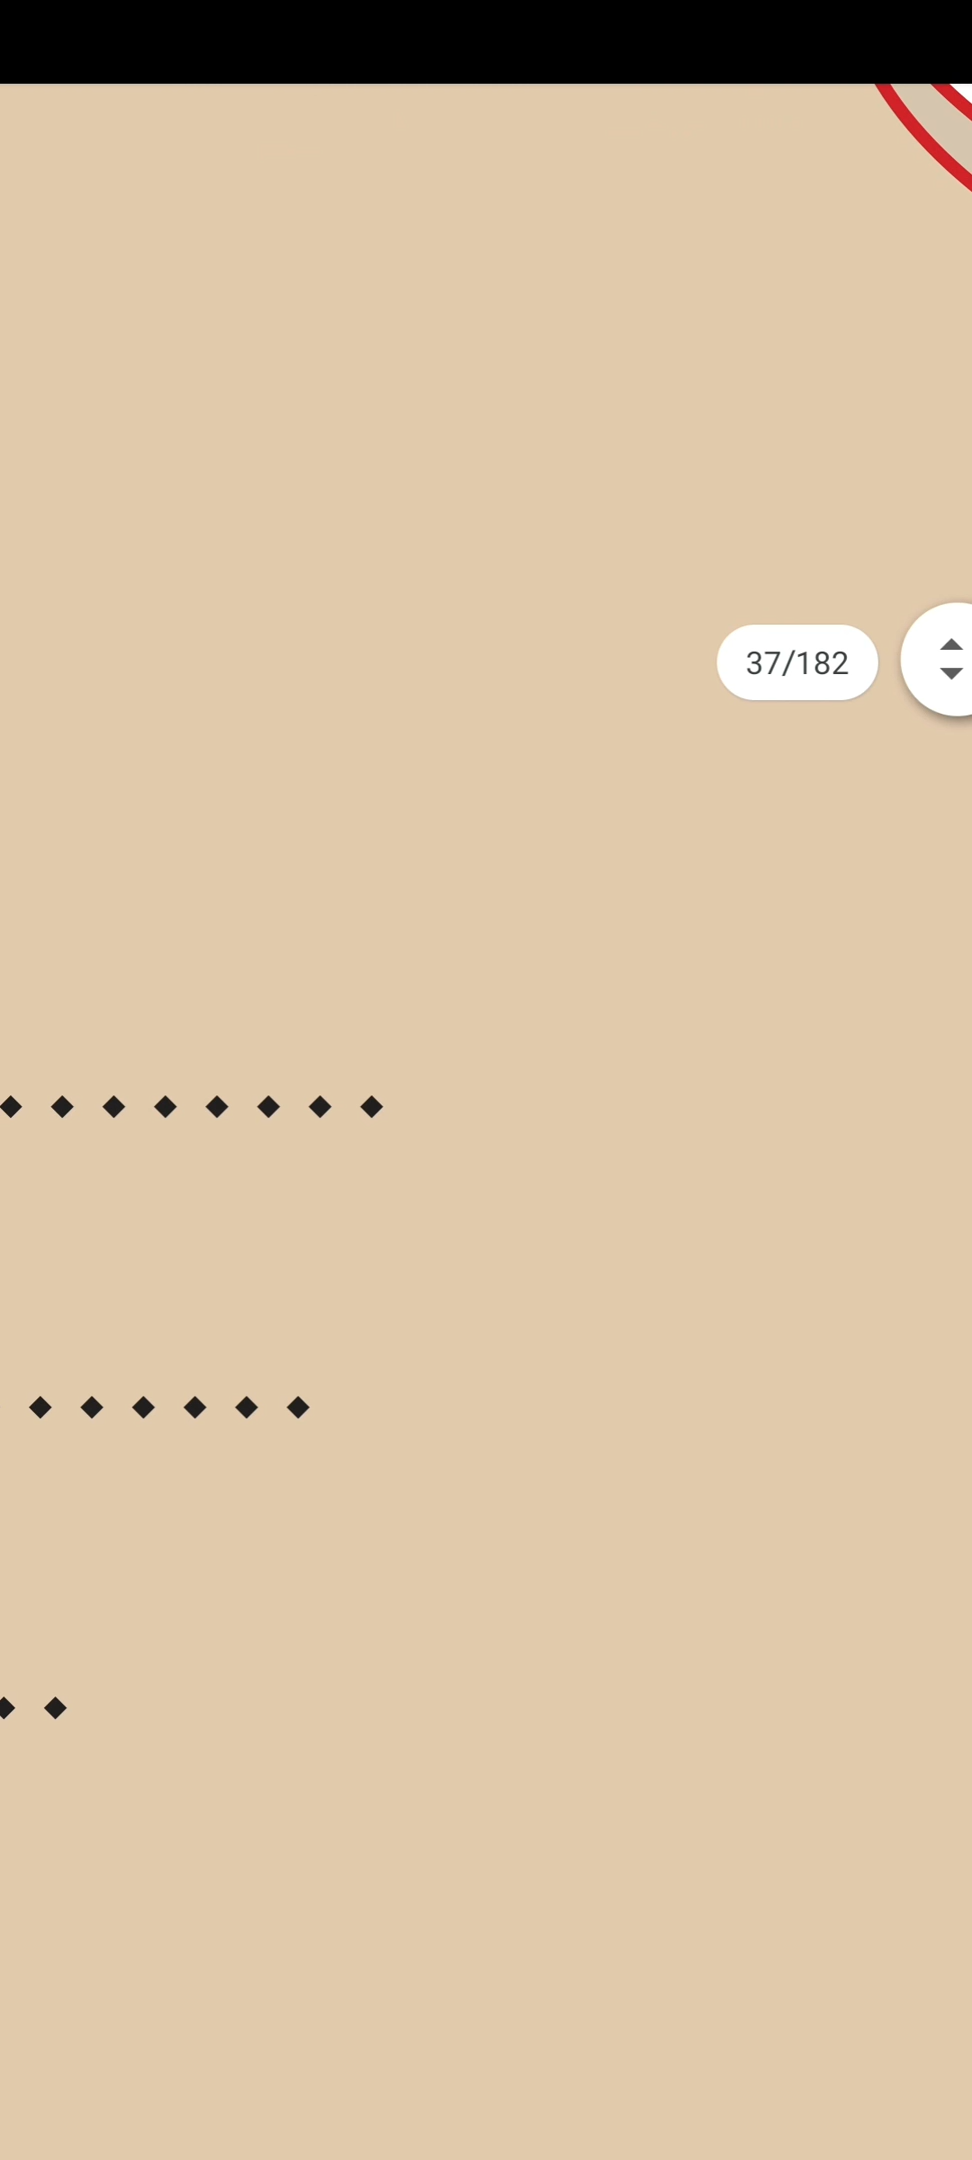 37/182
◆ ◆ ◆ ◆ ◆ ◆ ◆ ◆
◆ ◆ ◆ ◆ ◆ ◆
◆ ◆